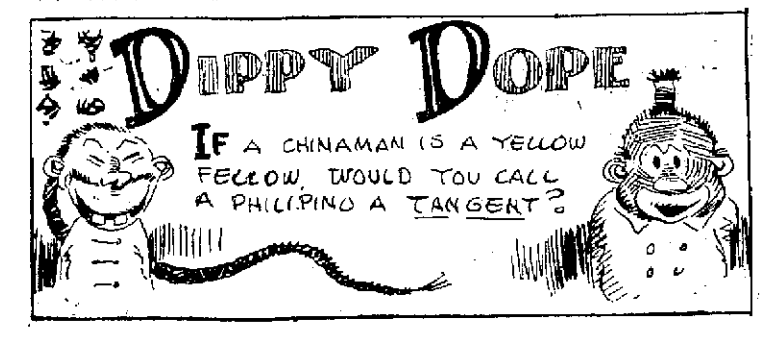 DIPPY DOPE
IF A CHINAMAN IS A YELLOW
FELLOW, WOULD YOU CALL
A PHILIPINO A TANGENT?